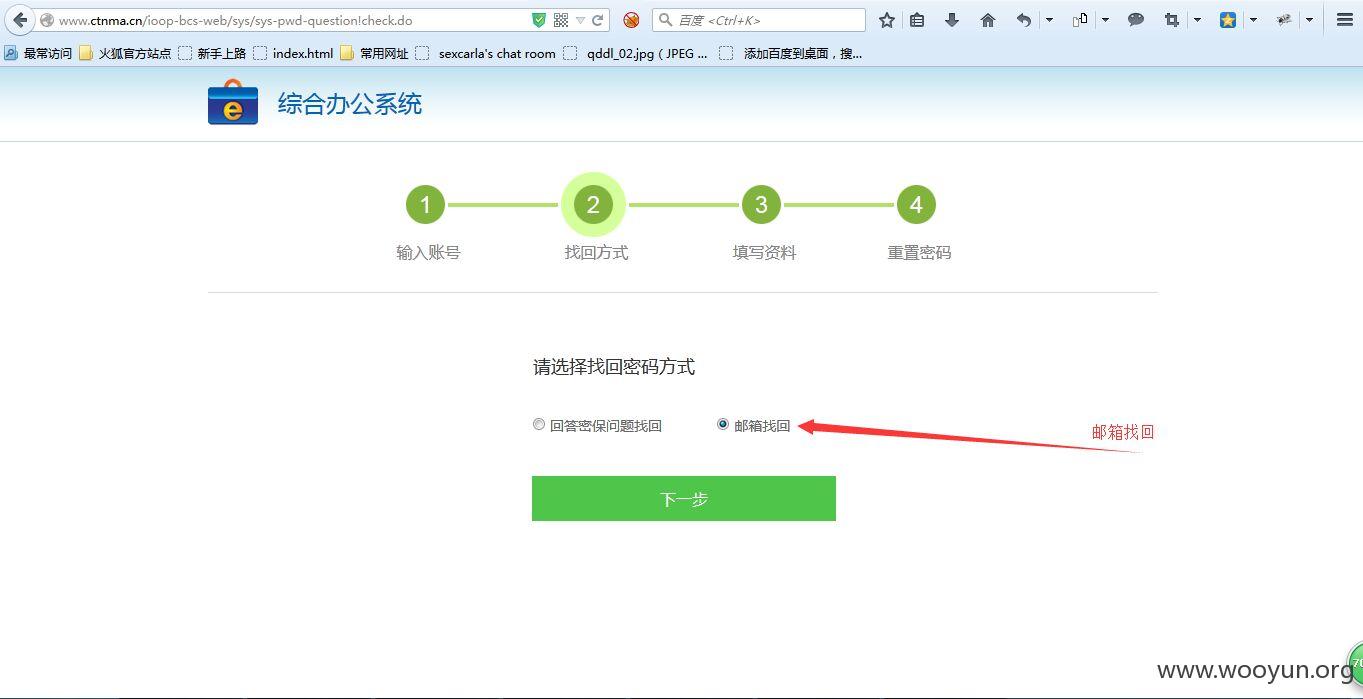 www.ctnma.cn/ioop-bcs-web/sys/sys-pwd-question!check.do 百度 <Ctrl+K>
最常访问 火狐官方站点 新手上路 index.html 常用网址 sexcarla's chat room qddl_02.jpg ( JPEG ... 添加百度到桌面，搜...
e 综合办公系统
1 2 3 4
输入账号 找回方式 填写资料 重置密码
请选择找回密码方式
回答密保问题找回 邮箱找回 邮箱找回
下一步
www.wooyun.org